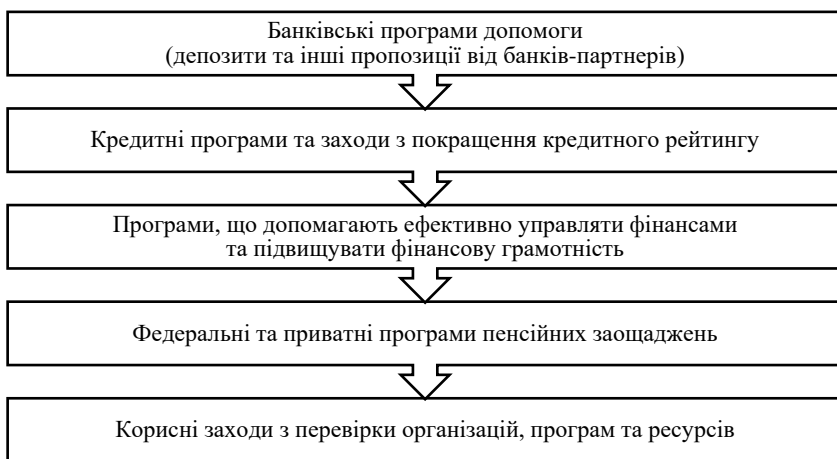 Банківські програми допомоги
(депозити та інші пропозиції від банків-партнерів)
Кредитні програми та заходи з покращення кредитного рейтингу
Програми, що допомагають ефективно управляти фінансами
та підвищувати фінансову грамотність
Федеральні та приватні програми пенсійних заощаджень
Корисні заходи з перевірки організацій, програм та ресурсів